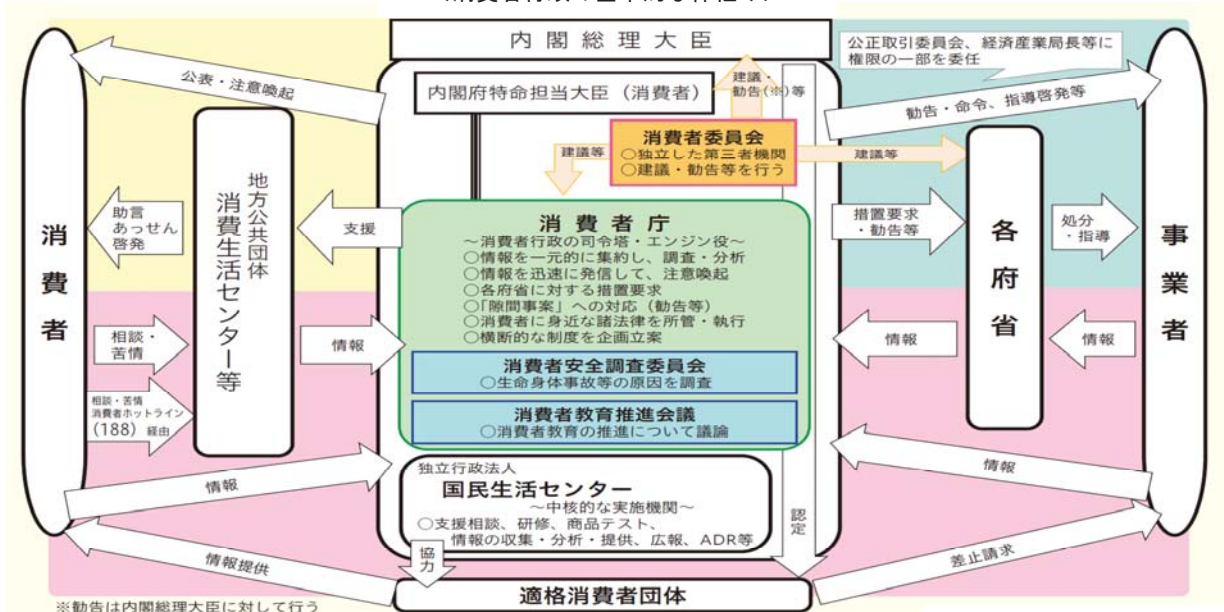 内閣総理大臣
公正取引委員会、経済産業局長等に
権限の一部を委任
公表・注意喚起
内閣府特命担当大臣（消費者）
建議・
勧告(※)等
勧告・命令、指導啓発等
消費者委員会
○独立した第三者機関
○建議・勧告等を行う
建議等
建議等
消費者
助言
あっせん
啓発
地方公共団体
消費生活センター等
支援
消費者庁
～消費者行政の司令塔・エンジン役～
○情報を一元的に集約し、調査・分析
○情報を迅速に発信して、注意喚起
○各府省に対する措置要求
○「隙間事案」への対応（勧告等）
○消費者に身近な諸法律を所管・執行
○横断的な制度を企画立案
措置要求
・勧告等
各府省
処分
・指導
事業者
相談・
苦情
情報
情報
情報
消費者安全調査委員会
○生命身体事故等の原因を調査
相談・苦情
消費者ホットライン
（188）経由
消費者教育推進会議
○消費者教育の推進について議論
情報
独立行政法人
国民生活センター
～中核的な実施機関～
○支援相談、研修、商品テスト、
情報の収集・分析・提供、広報、ADR等
認定
情報
情報提供
協力
差止請求
適格消費者団体
※勧告は内閣総理大臣に対して行う